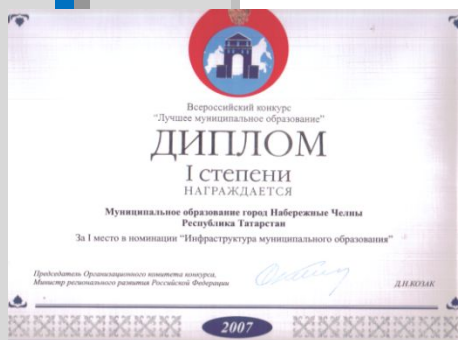 Всероссийский конкурс
"Лучшее муниципальное образование"
ДИПЛОМ
I степени
НАГРАЖДАЕТСЯ
Муниципальное образование город Набережные Челны
Республика Татарстан
За I место в номинации "Инфраструктура муниципального образования"
Председатель Организационного комитета конкурса,
Министр регионального развития Российской Федерации
Д.Н.КОЗАК
2007